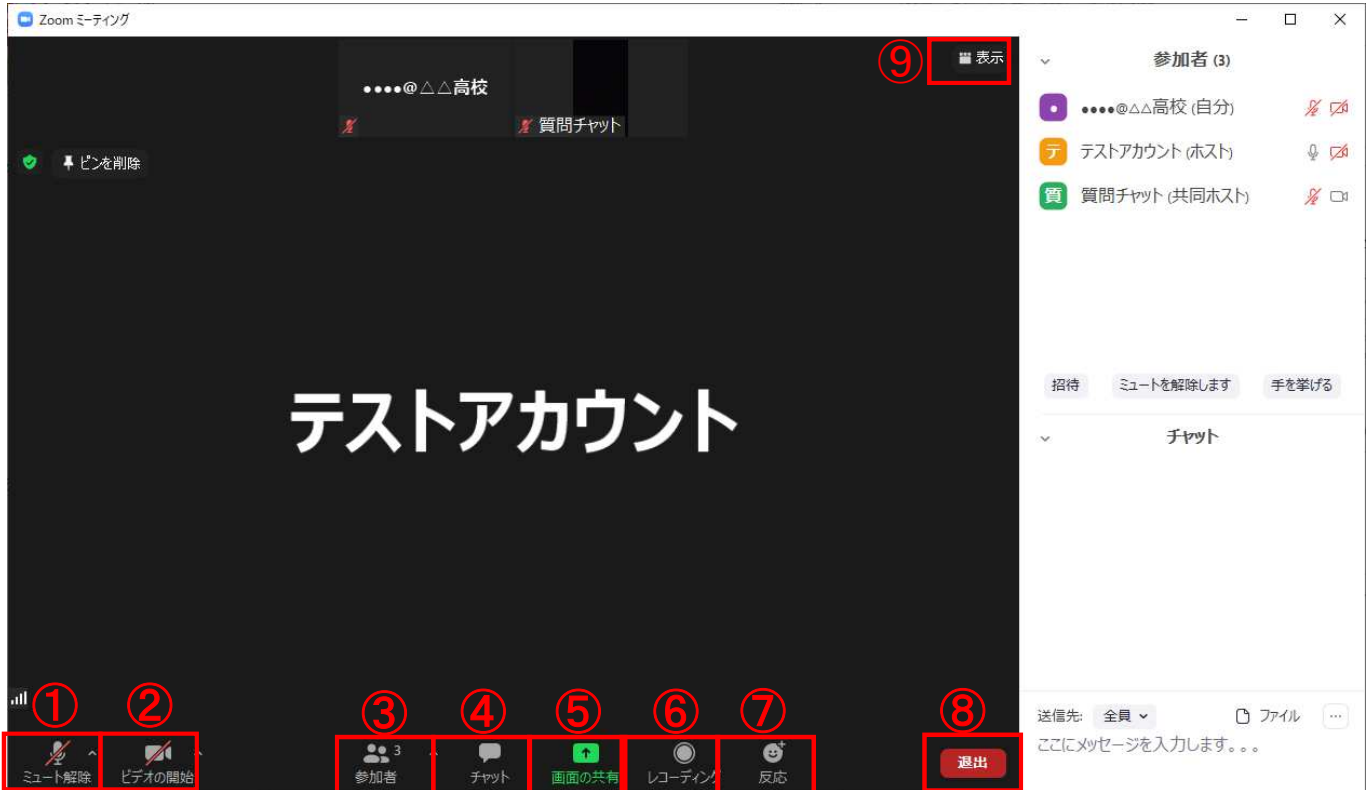 Zoom ミーティング
●●●●@△△高校
質問チャット
⑨
表示
ピンを削除
テストアカウント
①
②
③
④
⑤
⑥
⑦
⑧
ミュート解除
ビデオの開始
3
参加者
チャット
画面の共有
レコーディング
反応
退出
参加者 (3)
● ●●●●@△△高校 (自分)
テ テストアカウント (ホスト)
質 質問チャット (共同ホスト)
招待 ミュートを解除します 手を挙げる
チャット
送信先: 全員 ファイル ...
ここにメッセージを入力します。。。